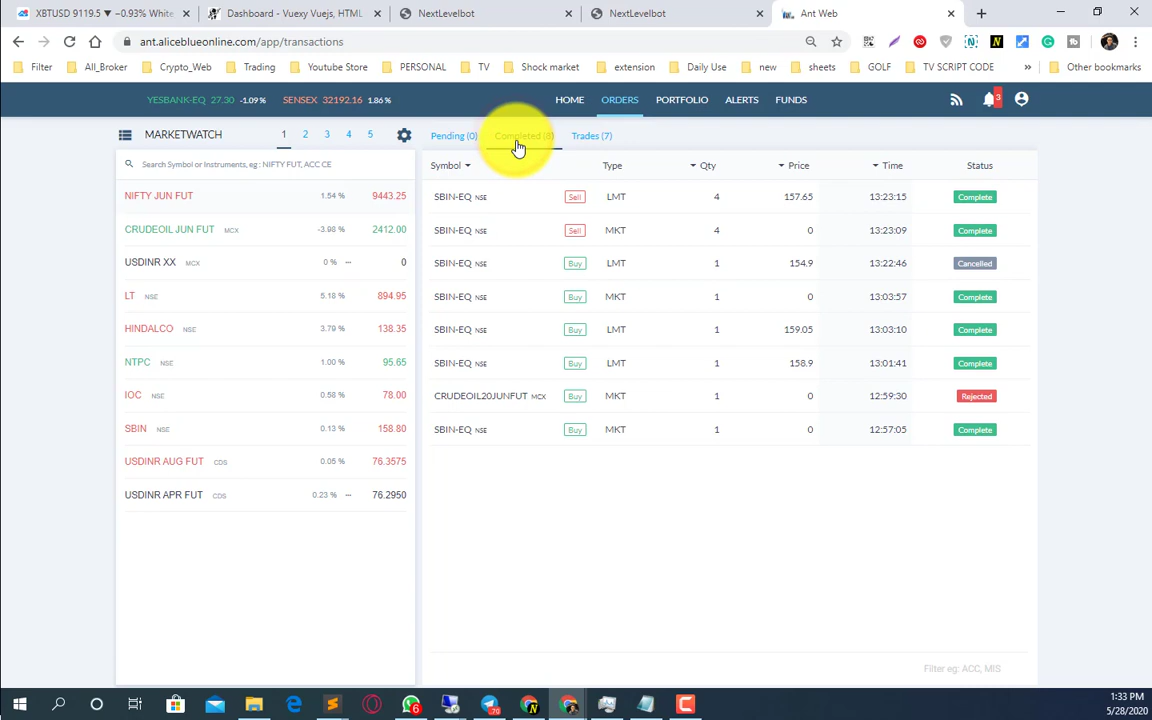 XBTUSD 9119.5 ▼ −0.93% White
Dashboard - Vuexy Vuejs, HTML
NextLevelbot
NextLevelbot
Ant Web
ant.aliceblueonline.com/app/transactions
Filter
All_Broker
Crypto_Web
Trading
Youtube Store
PERSONAL
TV
Shock market
extension
Daily Use
new
sheets
GOLF
TV SCRIPT CODE
»
Other bookmarks
YESBANK-EQ 27.30 -1.09 %
SENSEX 32192.16 1.86 %
HOME
ORDERS
PORTFOLIO
ALERTS
FUNDS
3
MARKETWATCH
1 2 3 4 5
Pending (0)
Completed (8)
Trades (7)
Search Symbol or Instruments, eg : NIFTY FUT, ACC CE
Symbol Type Qty Price Time Status
NIFTY JUN FUT 1.54 % 9443.25
CRUDEOIL JUN FUT MCX -3.98 % 2412.00
USDINR XX MCX 0 % -- 0
LT NSE 5.18 % 894.95
HINDALCO NSE 3.79 % 138.35
NTPC NSE 1.00 % 95.65
IOC NSE 0.58 % 78.00
SBIN NSE 0.13 % 158.80
USDINR AUG FUT CDS 0.05 % 76.3575
USDINR APR FUT CDS 0.23 % -- 76.2950
SBIN-EQ NSE Sell LMT 4 157.65 13:23:15 Complete
SBIN-EQ NSE Sell MKT 4 0 13:23:09 Complete
SBIN-EQ NSE Buy LMT 1 154.9 13:22:46 Cancelled
SBIN-EQ NSE Buy MKT 1 0 13:03:57 Complete
SBIN-EQ NSE Buy LMT 1 159.05 13:03:10 Complete
SBIN-EQ NSE Buy LMT 1 158.9 13:01:41 Complete
CRUDEOIL20JUNFUT MCX Buy MKT 1 0 12:59:30 Rejected
SBIN-EQ NSE Buy MKT 1 0 12:57:05 Complete
Filter eg: ACC, MIS
6
70
1:33 PM
5/28/2020